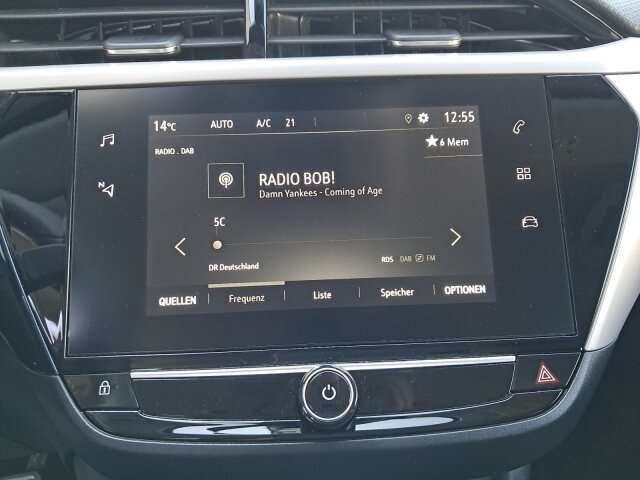 14°C AUTO A/C 21 12:55
RADIO . DAB
6 Mem
RADIO BOB!
Damn Yankees - Coming of Age
N
5C
DR Deutschland
RDS DAB FM
QUELLEN Frequenz Liste Speicher OPTIONEN